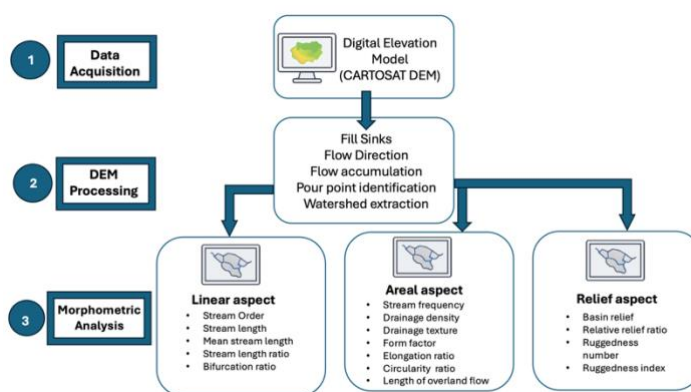 1
Data
Acquisition
Digital Elevation
Model
(CARTOSAT DEM)
2
DEM
Processing
Fill Sinks
Flow Direction
Flow accumulation
Pour point identification
Watershed extraction
3
Morphometric
Analysis
Linear aspect
• Stream Order
• Stream length
• Mean stream length
• Stream length ratio
• Bifurcation ratio
Areal aspect
• Stream frequency
• Drainage density
• Drainage texture
• Form factor
• Elongation ratio
• Circularity ratio
• Length of overland flow
Relief aspect
• Basin relief
• Relative relief ratio
• Ruggedness
number
• Ruggedness index